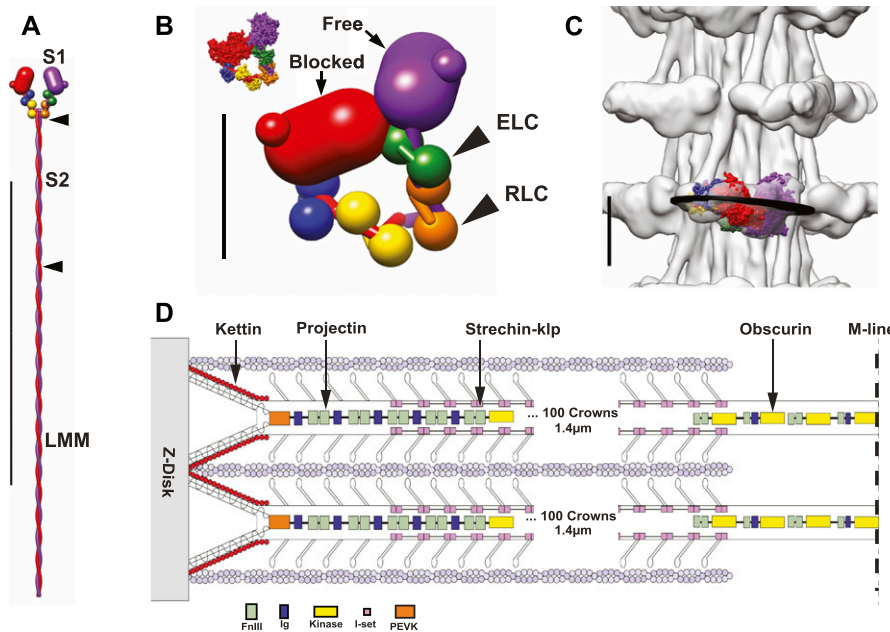 A
S1
S2
LMM
B
Free
Blocked
ELC
RLC
C
D
Kettin
Projectin
Strechin-klp
Obscurin
M-line
Z-Disk
... 100 Crowns
1.4µm
... 100 Crowns
1.4µm
FnIII
Ig
Kinase
I-set
PEVK